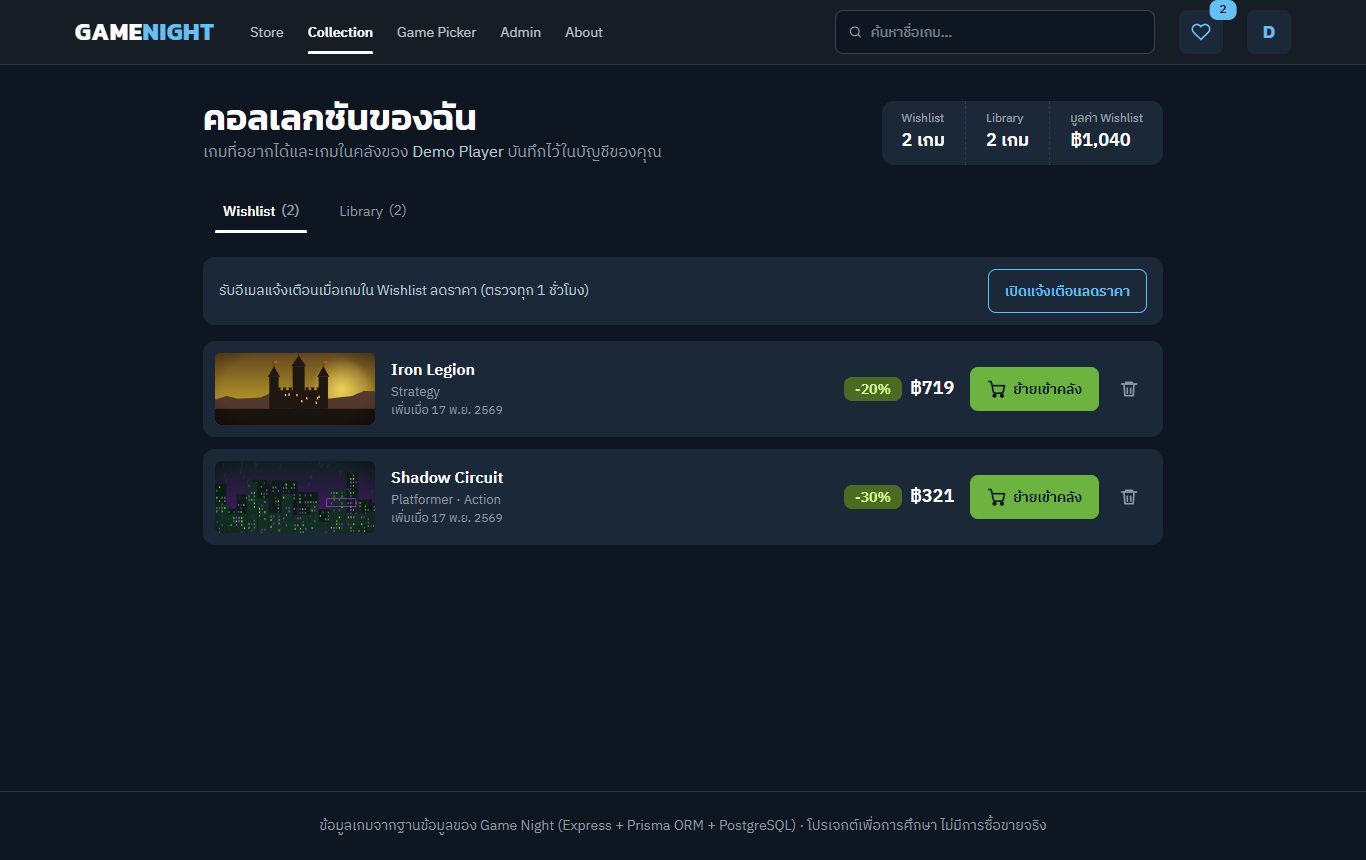 GAMENIGHT
Store Collection Game Picker Admin About
ค้นหาชื่อเกม...
2
D
คอลเลกชันของฉัน
เกมที่อยากได้และเกมในคลังของ Demo Player บันทึกไว้ในบัญชีของคุณ
Wishlist Library มูลค่า Wishlist
2 เกม 2 เกม ฿1,040
Wishlist (2) Library (2)
รับอีเมลแจ้งเตือนเมื่อเกมใน Wishlist ลดราคา (ตรวจทุก 1 ชั่วโมง)
เปิดแจ้งเตือนลดราคา
Iron Legion
Strategy
เพิ่มเมื่อ 17 พ.ย. 2569
-20% ฿719 ย้ายเข้าคลัง
Shadow Circuit
Platformer · Action
เพิ่มเมื่อ 17 พ.ย. 2569
-30% ฿321 ย้ายเข้าคลัง
ข้อมูลเกมจากฐานข้อมูลของ Game Night (Express + Prisma ORM + PostgreSQL) · โปรเจกต์เพื่อการศึกษา ไม่มีการซื้อขายจริง